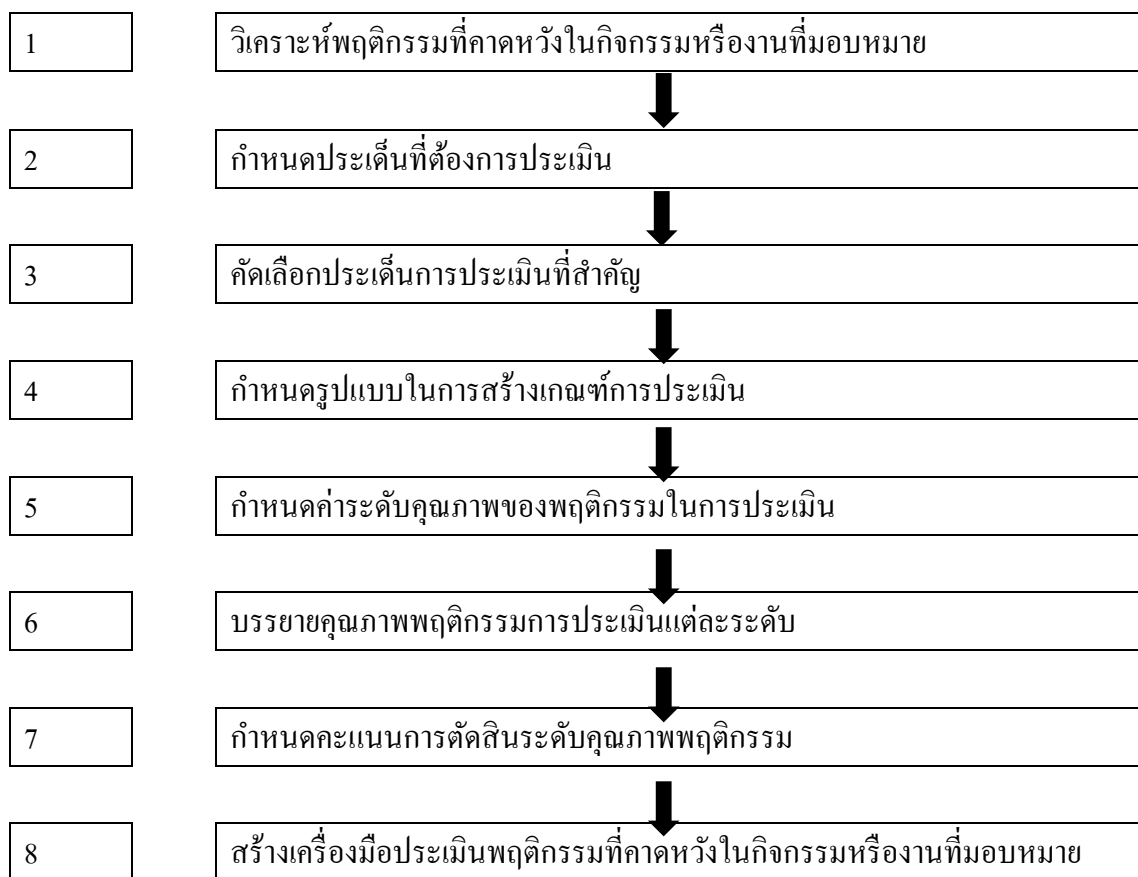 1 วิเคราะห์พฤติกรรมที่คาดหวังในกิจกรรมหรืองานที่มอบหมาย
2 กำหนดประเด็นที่ต้องการประเมิน
3 คัดเลือกประเด็นการประเมินที่สำคัญ
4 กำหนดรูปแบบในการสร้างเกณฑ์การประเมิน
5 กำหนดค่าระดับคุณภาพของพฤติกรรมในการประเมิน
6 บรรยายคุณภาพพฤติกรรมการประเมินแต่ละระดับ
7 กำหนดคะแนนการตัดสินระดับคุณภาพพฤติกรรม
8 สร้างเครื่องมือประเมินพฤติกรรมที่คาดหวังในกิจกรรมหรืองานที่มอบหมาย